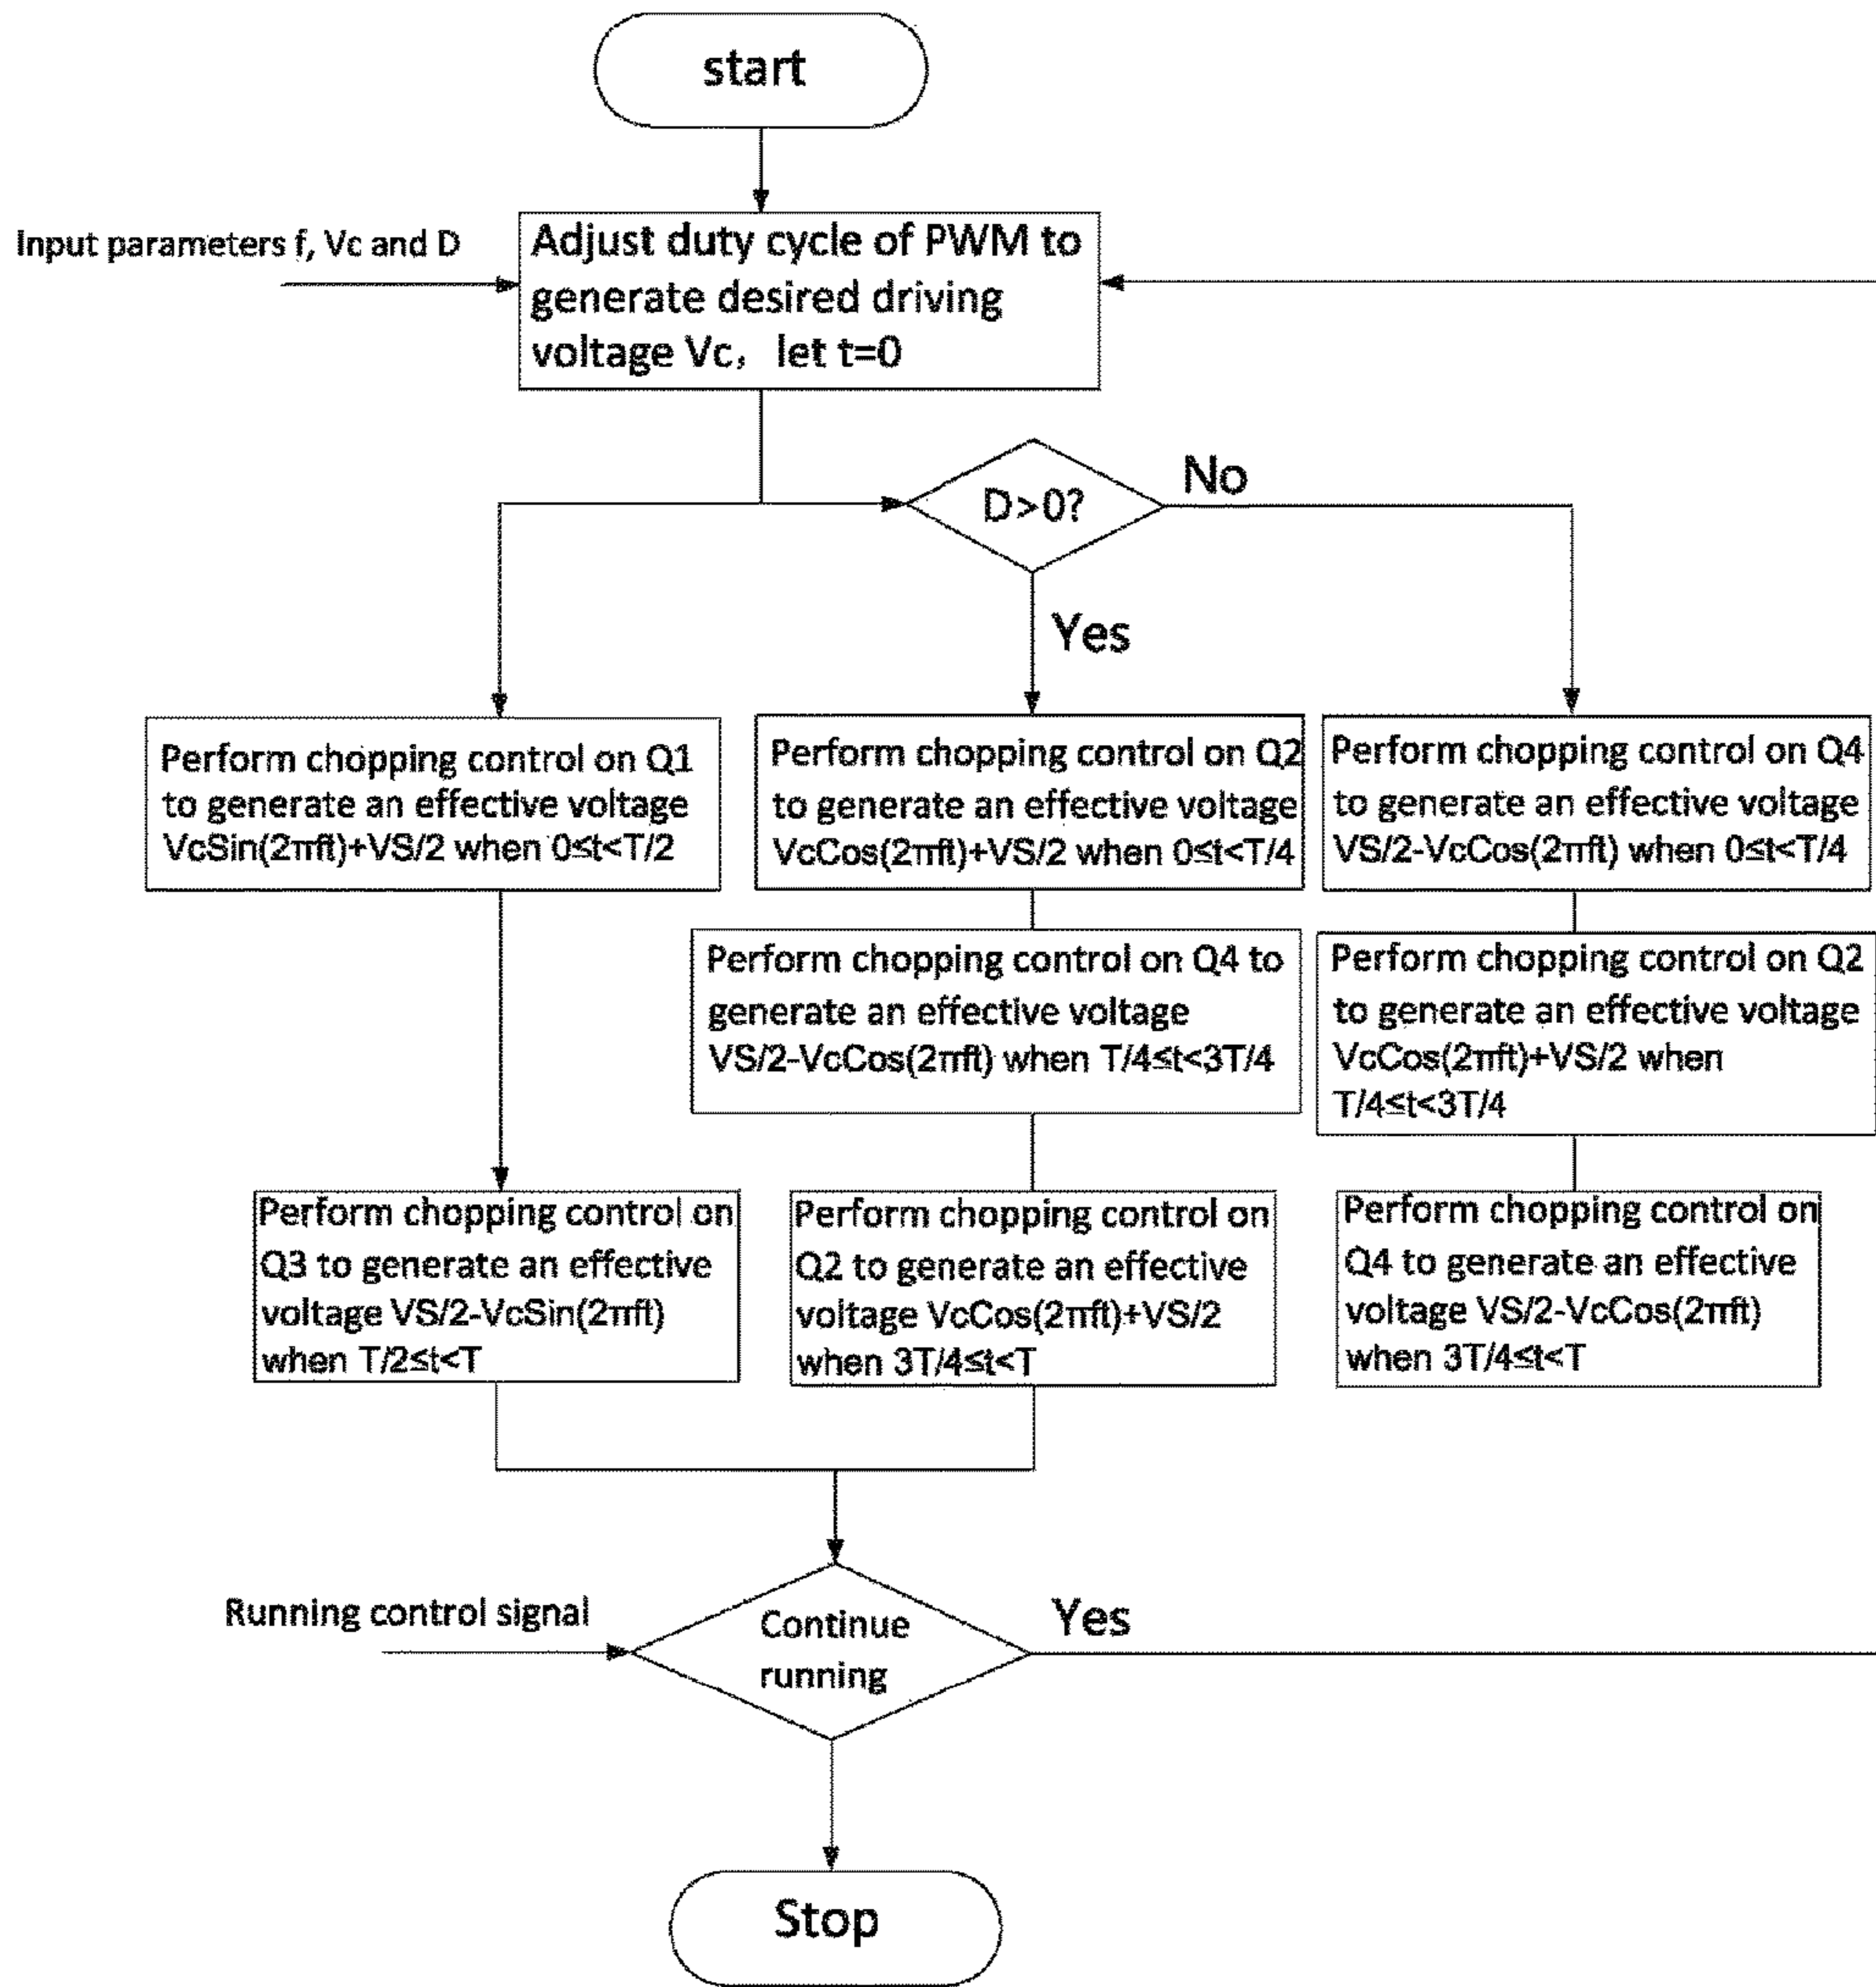 start
Input parameters f, Vc and D
Adjust duty cycle of PWM to
generate desired driving
voltage Vc，let t=0
D>0?
No
Yes
Perform chopping control on Q1
to generate an effective voltage
VcSin(2πft)+VS/2 when 0≤t<T/2
Perform chopping control on Q2
to generate an effective voltage
VcCos(2πft)+VS/2 when 0≤t<T/4
Perform chopping control on Q4
to generate an effective voltage
VS/2-VcCos(2πft) when 0≤t<T/4
Perform chopping control on Q4 to
generate an effective voltage
VS/2-VcCos(2πft) when T/4≤t<3T/4
Perform chopping control on Q2
to generate an effective voltage
VcCos(2πft)+VS/2 when
T/4≤t<3T/4
Perform chopping control on
Q3 to generate an effective
voltage VS/2-VcSin(2πft)
when T/2≤t<T
Perform chopping control on
Q2 to generate an effective
voltage VcCos(2πft)+VS/2
when 3T/4≤t<T
Perform chopping control on
Q4 to generate an effective
voltage VS/2-VcCos(2πft)
when 3T/4≤t<T
Running control signal
Continue
running
Yes
Stop